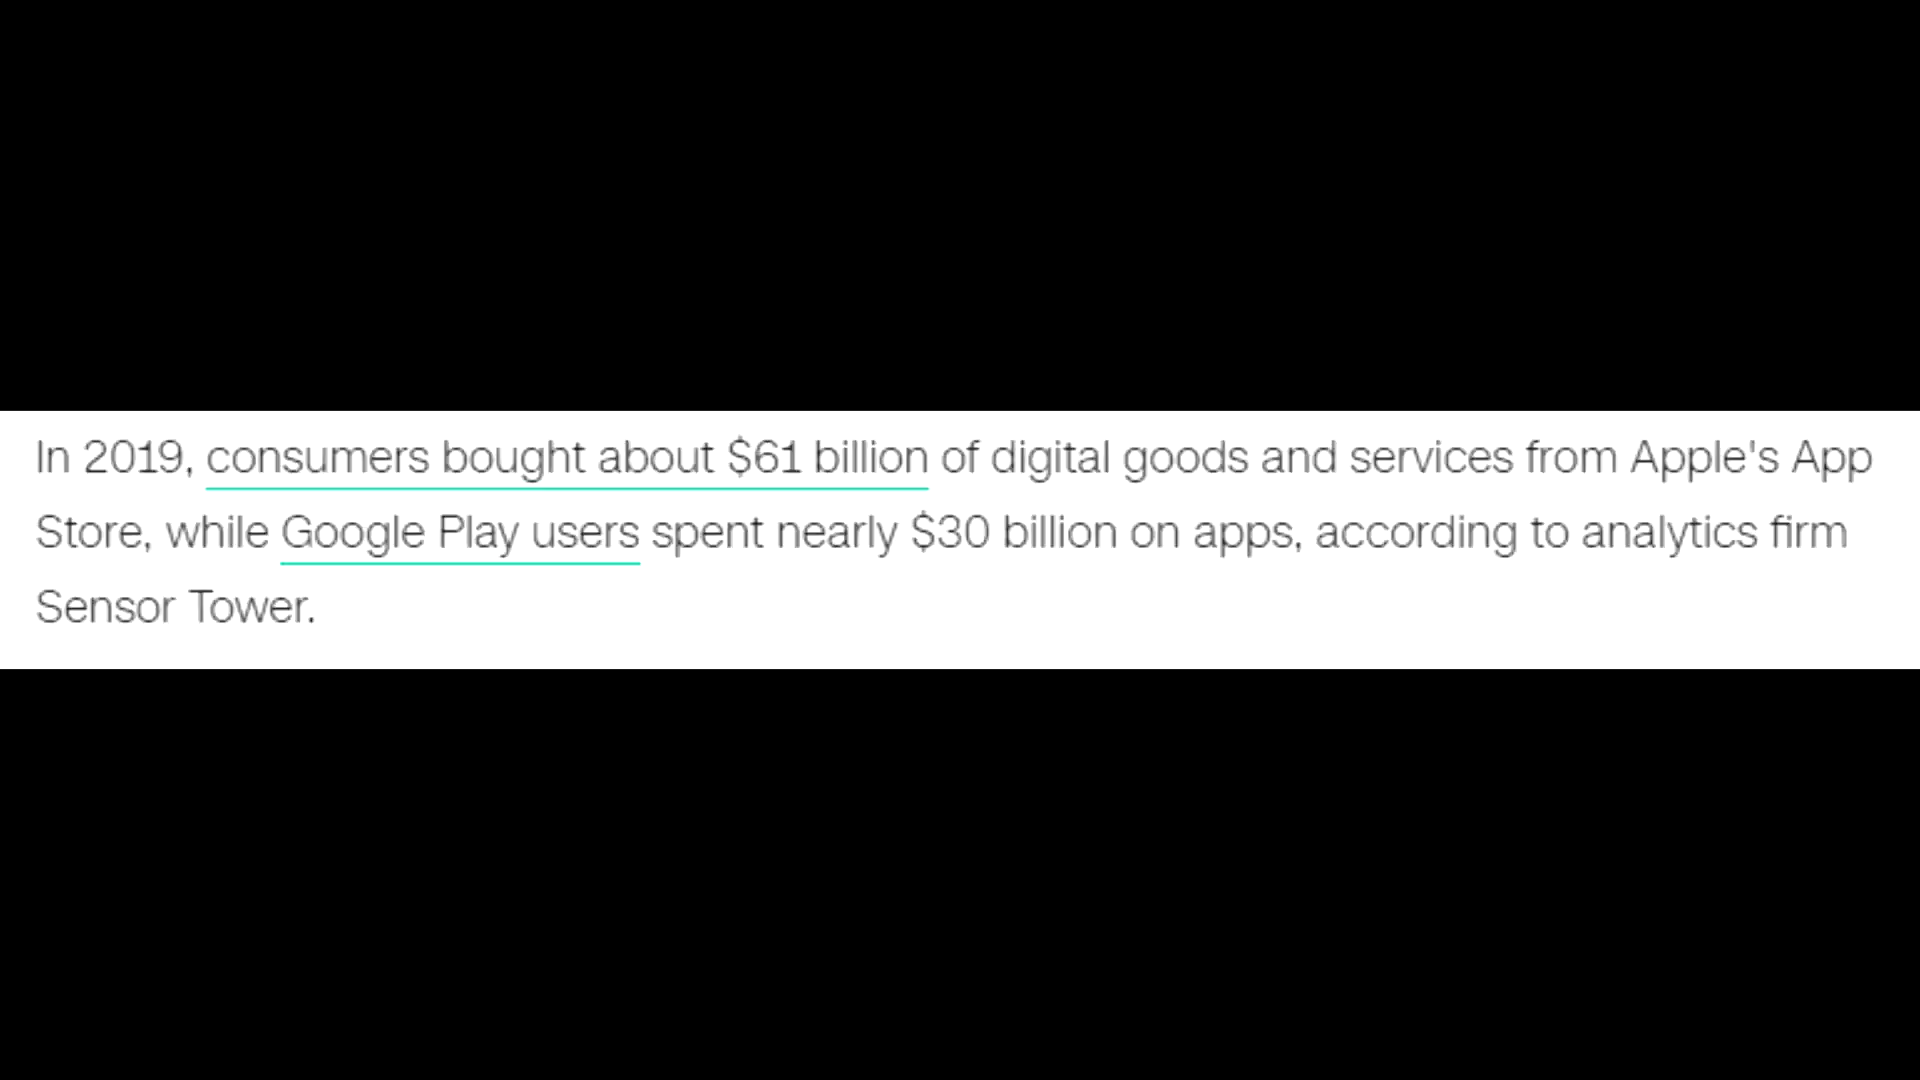 In 2019, consumers bought about $61 billion of digital goods and services from Apple's App
Store, while Google Play users spent nearly $30 billion on apps, according to analytics firm
Sensor Tower.